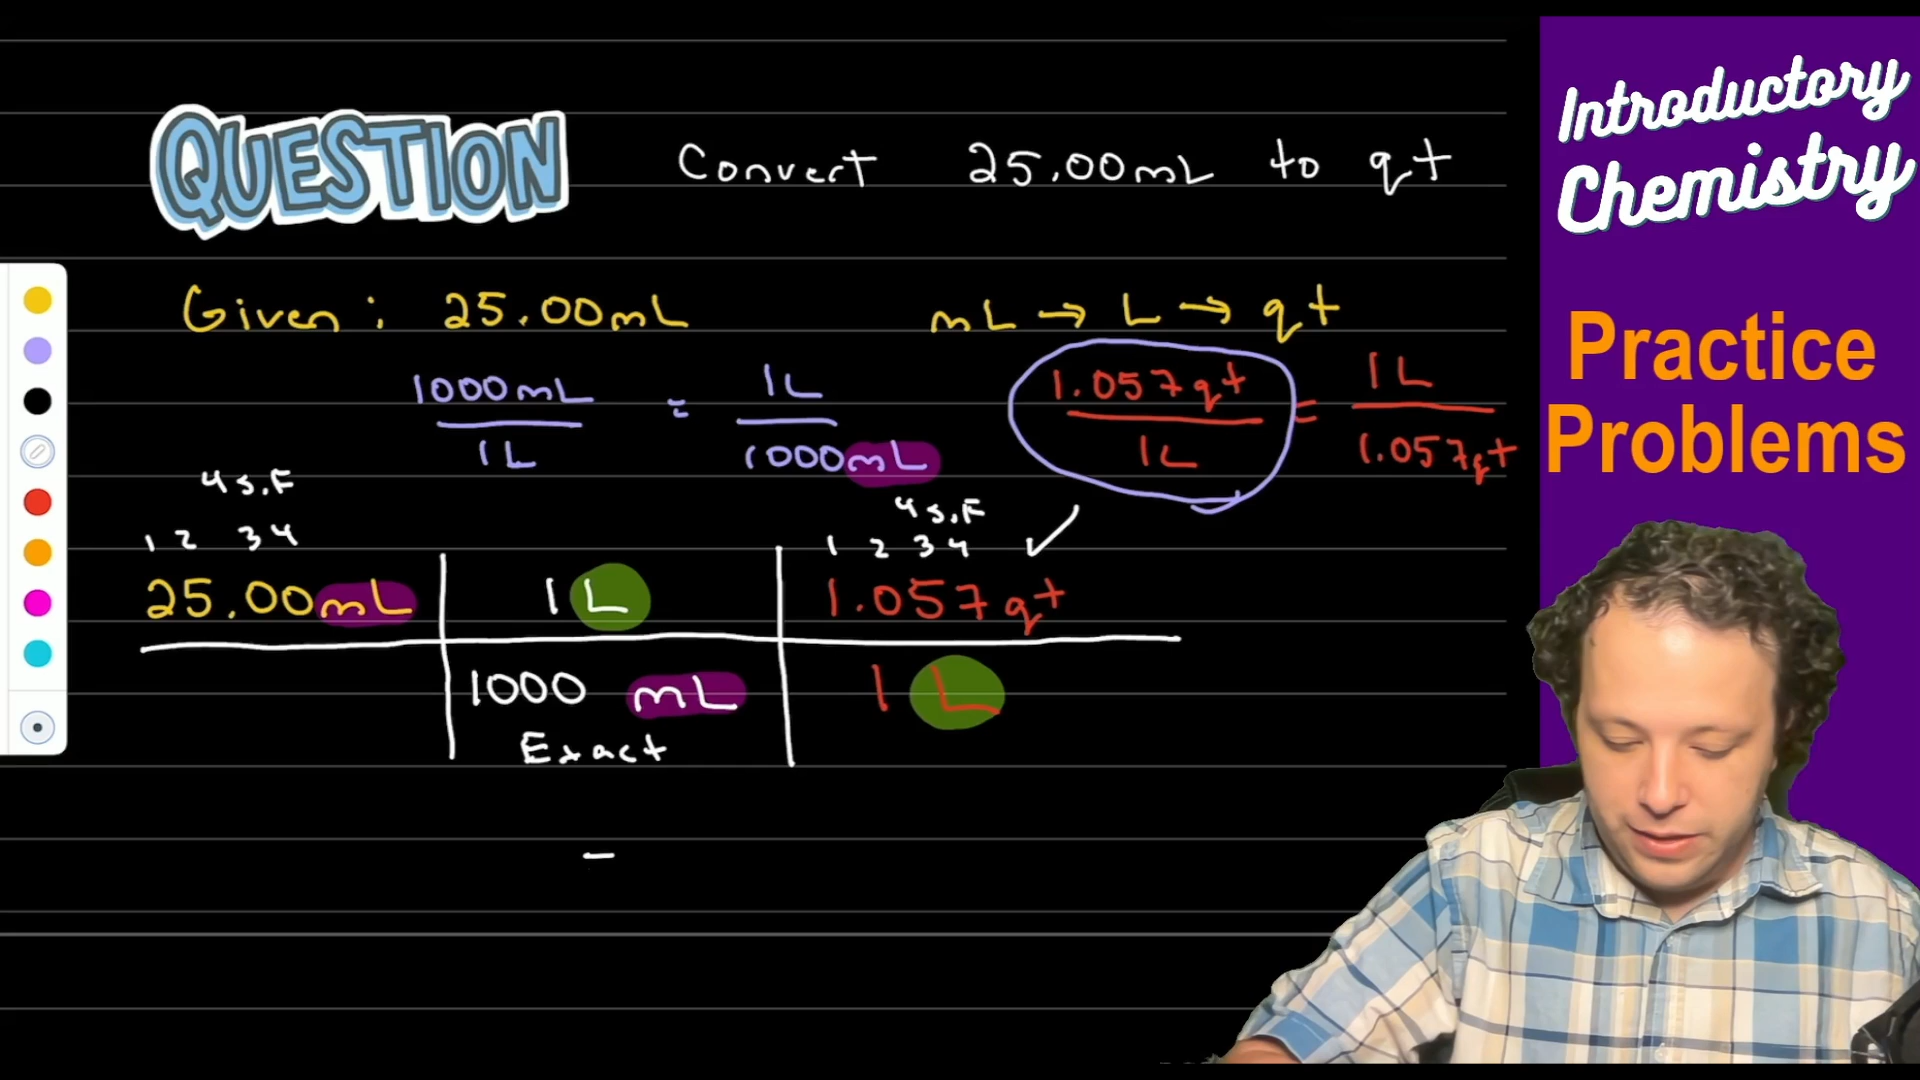 QUESTION
Convert 25.00mL to qt
Introductory
Chemistry
Practice
Problems
Given: 25.00mL
mL → L → qt
1000mL = 1L
1L 1000mL
1.057qt = 1L
1L 1.057qt
4 S.F
1 2 3 4
4 S.F
1 2 3 4 ✓
25.00mL 1 L 1.057qt
1000 mL 1 L
Exact